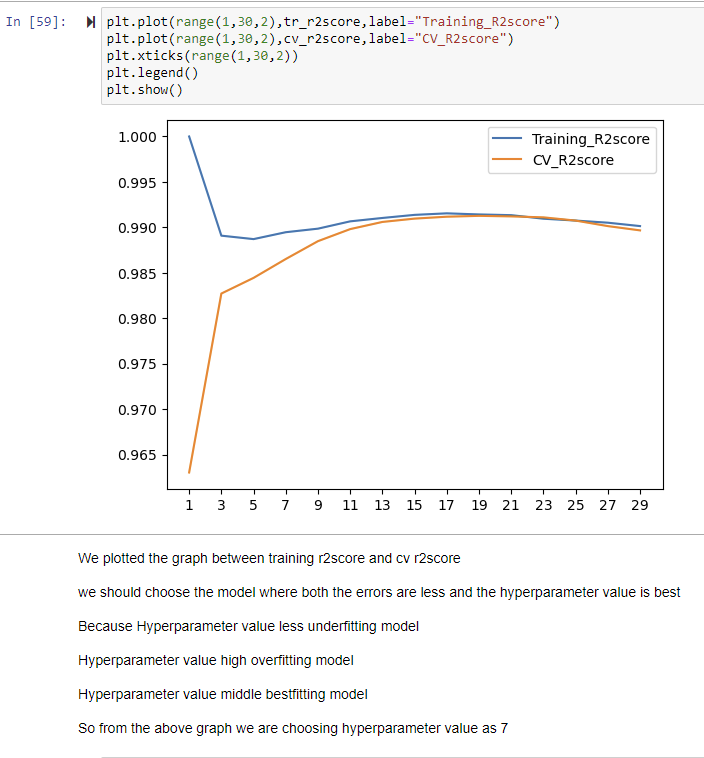 In [59]:
plt.plot(range(1,30,2),tr_r2score,label="Training_R2score")
plt.plot(range(1,30,2),cv_r2score,label="CV_R2score")
plt.xticks(range(1,30,2))
plt.legend()
plt.show()
Training_R2score
CV_R2score
1.000
0.995
0.990
0.985
0.980
0.975
0.970
0.965
1 3 5 7 9 11 13 15 17 19 21 23 25 27 29
We plotted the graph between training r2score and cv r2score
we should choose the model where both the errors are less and the hyperparameter value is best
Because Hyperparameter value less underfitting model
Hyperparameter value high overfitting model
Hyperparameter value middle bestfitting model
So from the above graph we are choosing hyperparameter value as 7